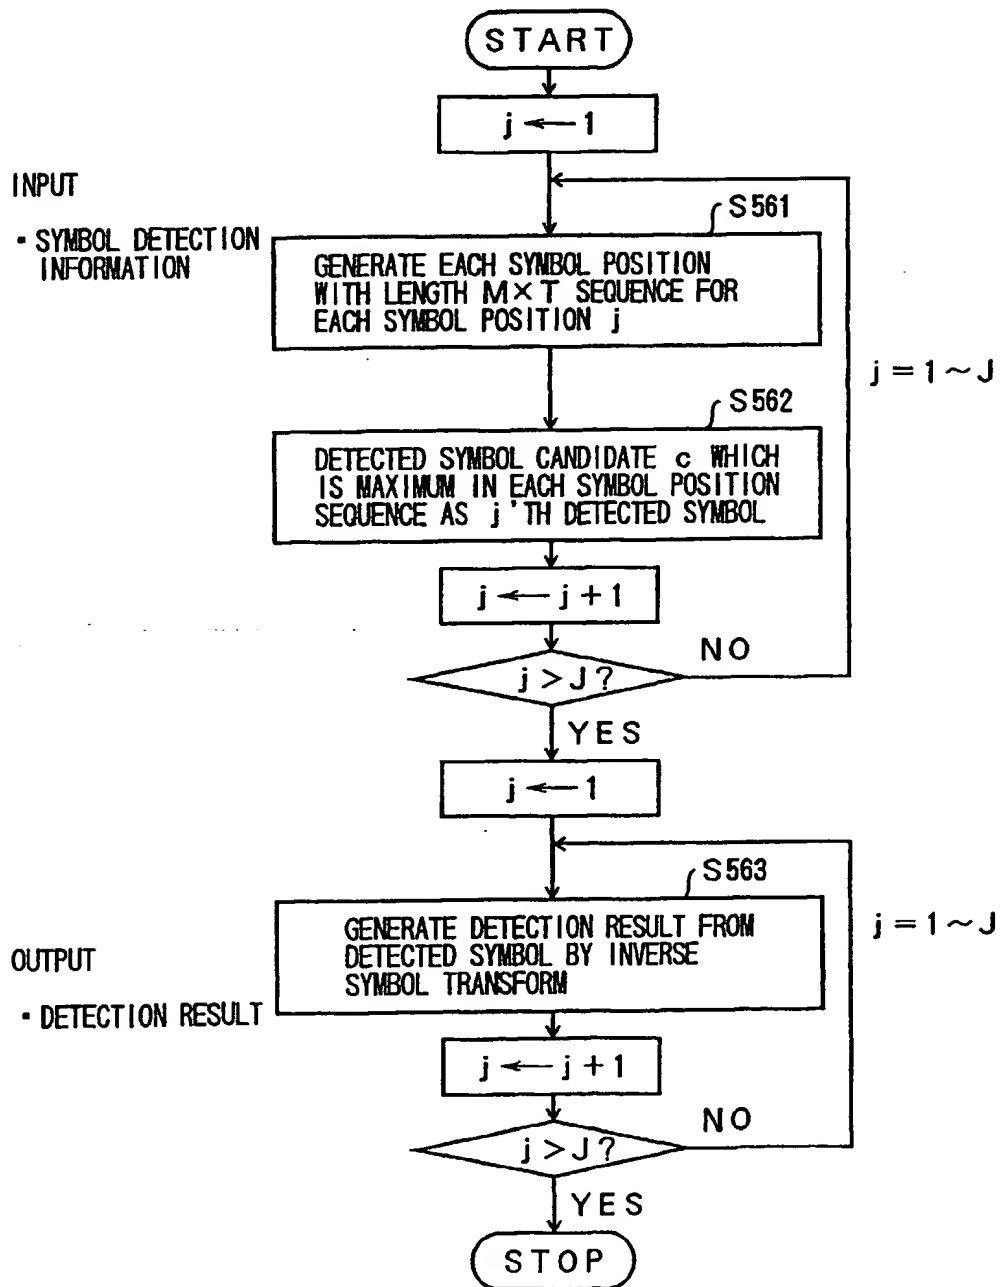 START
j ← 1
INPUT
・SYMBOL DETECTION
INFORMATION
S561
GENERATE EACH SYMBOL POSITION
WITH LENGTH M×T SEQUENCE FOR
EACH SYMBOL POSITION j
j = 1 ~ J
S562
DETECTED SYMBOL CANDIDATE c WHICH
IS MAXIMUM IN EACH SYMBOL POSITION
SEQUENCE AS j'TH DETECTED SYMBOL
j ← j + 1
NO
j > J ?
YES
j ← 1
S563
GENERATE DETECTION RESULT FROM
DETECTED SYMBOL BY INVERSE
SYMBOL TRANSFORM
j = 1 ~ J
OUTPUT
・DETECTION RESULT
j ← j + 1
NO
j > J ?
YES
STOP